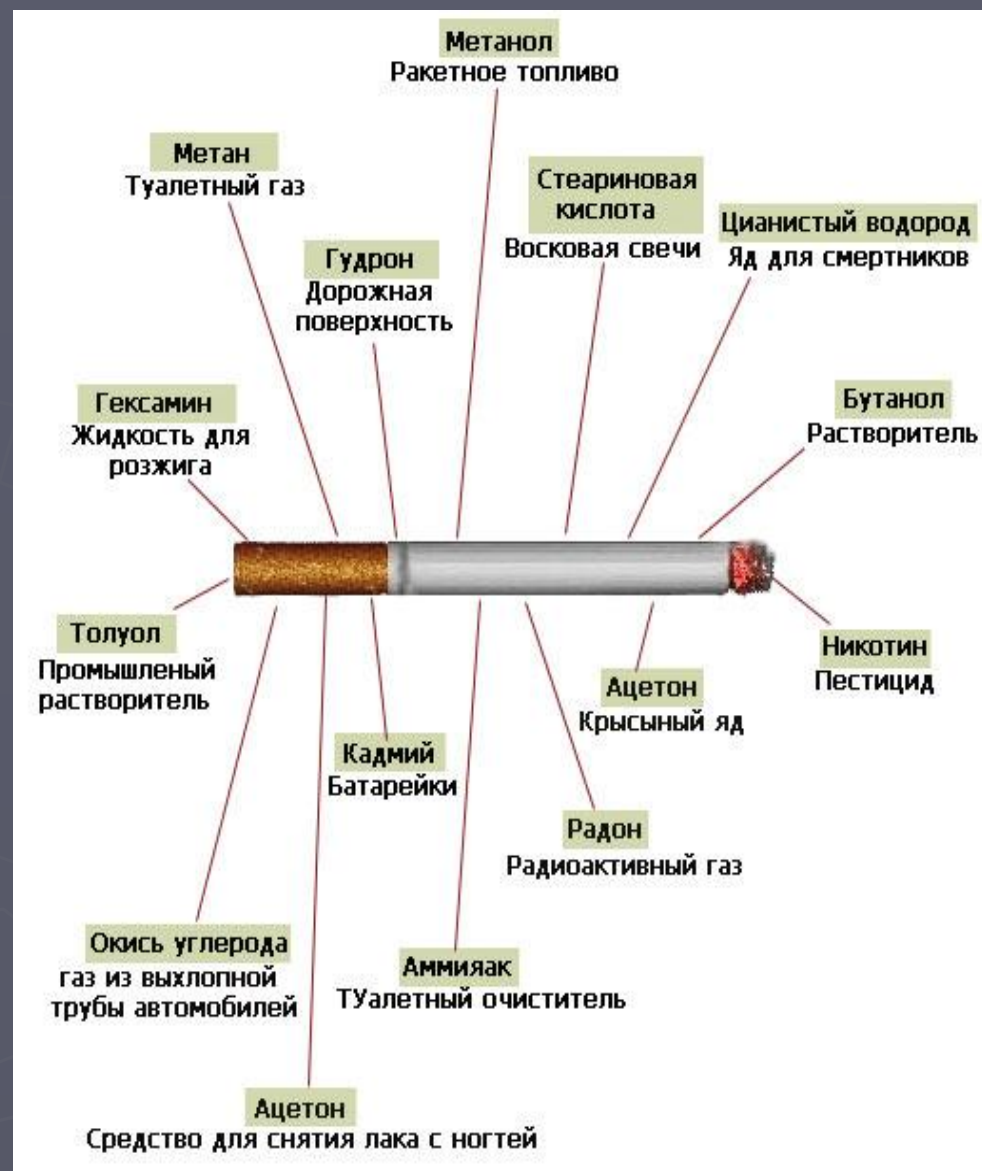 Метанол
Ракетное топливо
Метан
Туалетный газ
Стеариновая
кислота
Восковая свечи
Цианистый водород
Яд для смертников
Гудрон
Дорожная
поверхность
Гексамин
Жидкость для
розжига
Бутанол
Растворитель
Толуол
Промышленый
растворитель
Никотин
Пестицид
Ацетон
Крысыный яд
Кадмий
Батарейки
Радон
Радиоактивный газ
Окись углерода
газ из выхлопной
трубы автомобилей
Аммияак
ТУалетный очиститель
Ацетон
Средство для снятия лака с ногтей